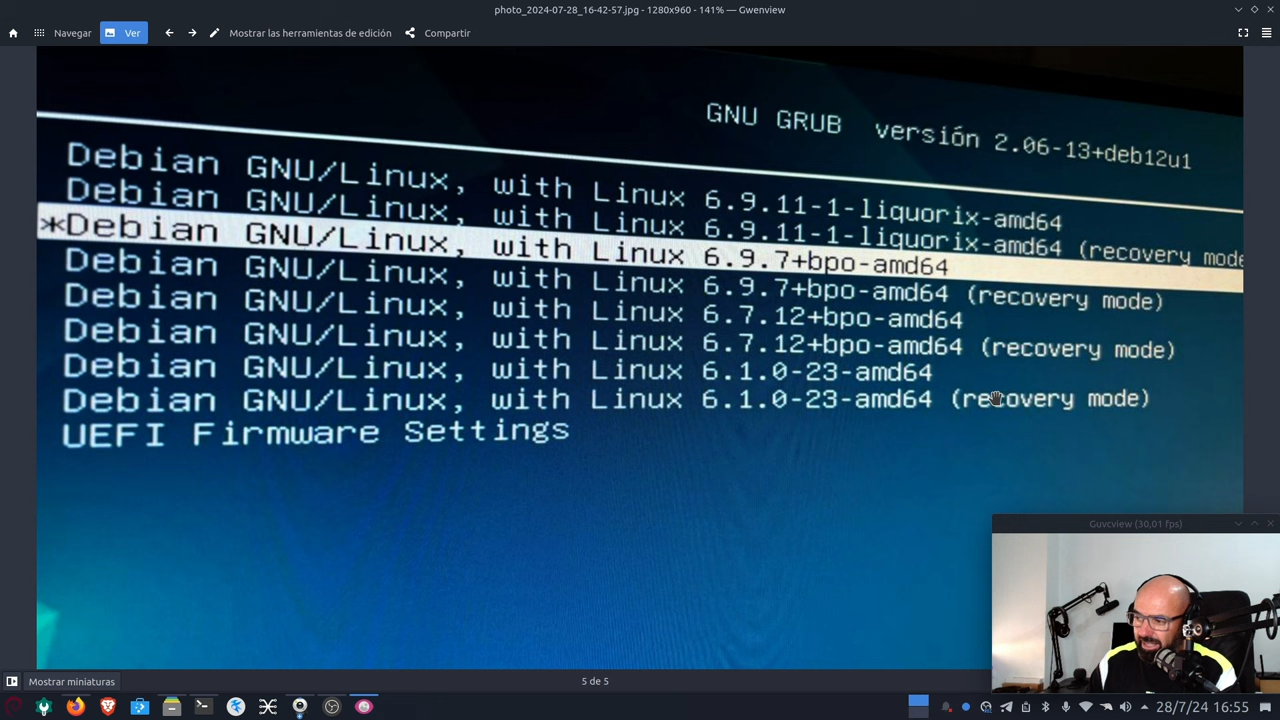 photo_2024-07-28_16-42-57.jpg - 1280x960 - 141% — Gwenview
Navegar
Ver
Mostrar las herramientas de edición
Compartir
GNU GRUB versión 2.06-13+deb12u1
Debian GNU/Linux, with Linux 6.9.11-1-liquorix-amd64
Debian GNU/Linux, with Linux 6.9.11-1-liquorix-amd64 (recovery mode
*Debian GNU/Linux, with Linux 6.9.7+bpo-amd64
Debian GNU/Linux, with Linux 6.9.7+bpo-amd64 (recovery mode)
Debian GNU/Linux, with Linux 6.7.12+bpo-amd64
Debian GNU/Linux, with Linux 6.7.12+bpo-amd64 (recovery mode)
Debian GNU/Linux, with Linux 6.1.0-23-amd64
Debian GNU/Linux, with Linux 6.1.0-23-amd64 (recovery mode)
UEFI Firmware Settings
Guvcview (30,01 fps)
Mostrar miniaturas
5 de 5
28/7/24 16:55